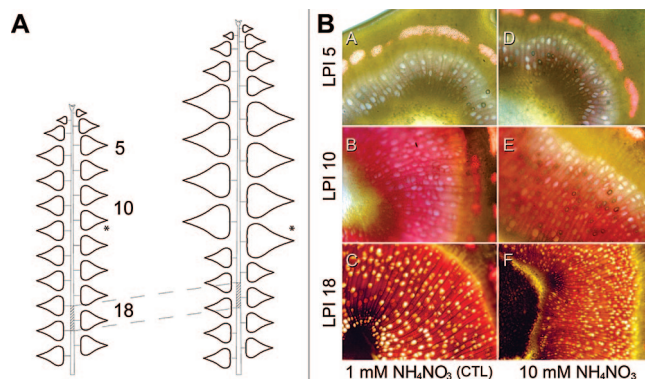 A
5
10
*
18
*
B
LPI 5
A
D
LPI 10
B
E
LPI 18
C
F
1 mM NH₄NO₃ (CTL)
10 mM NH₄NO₃